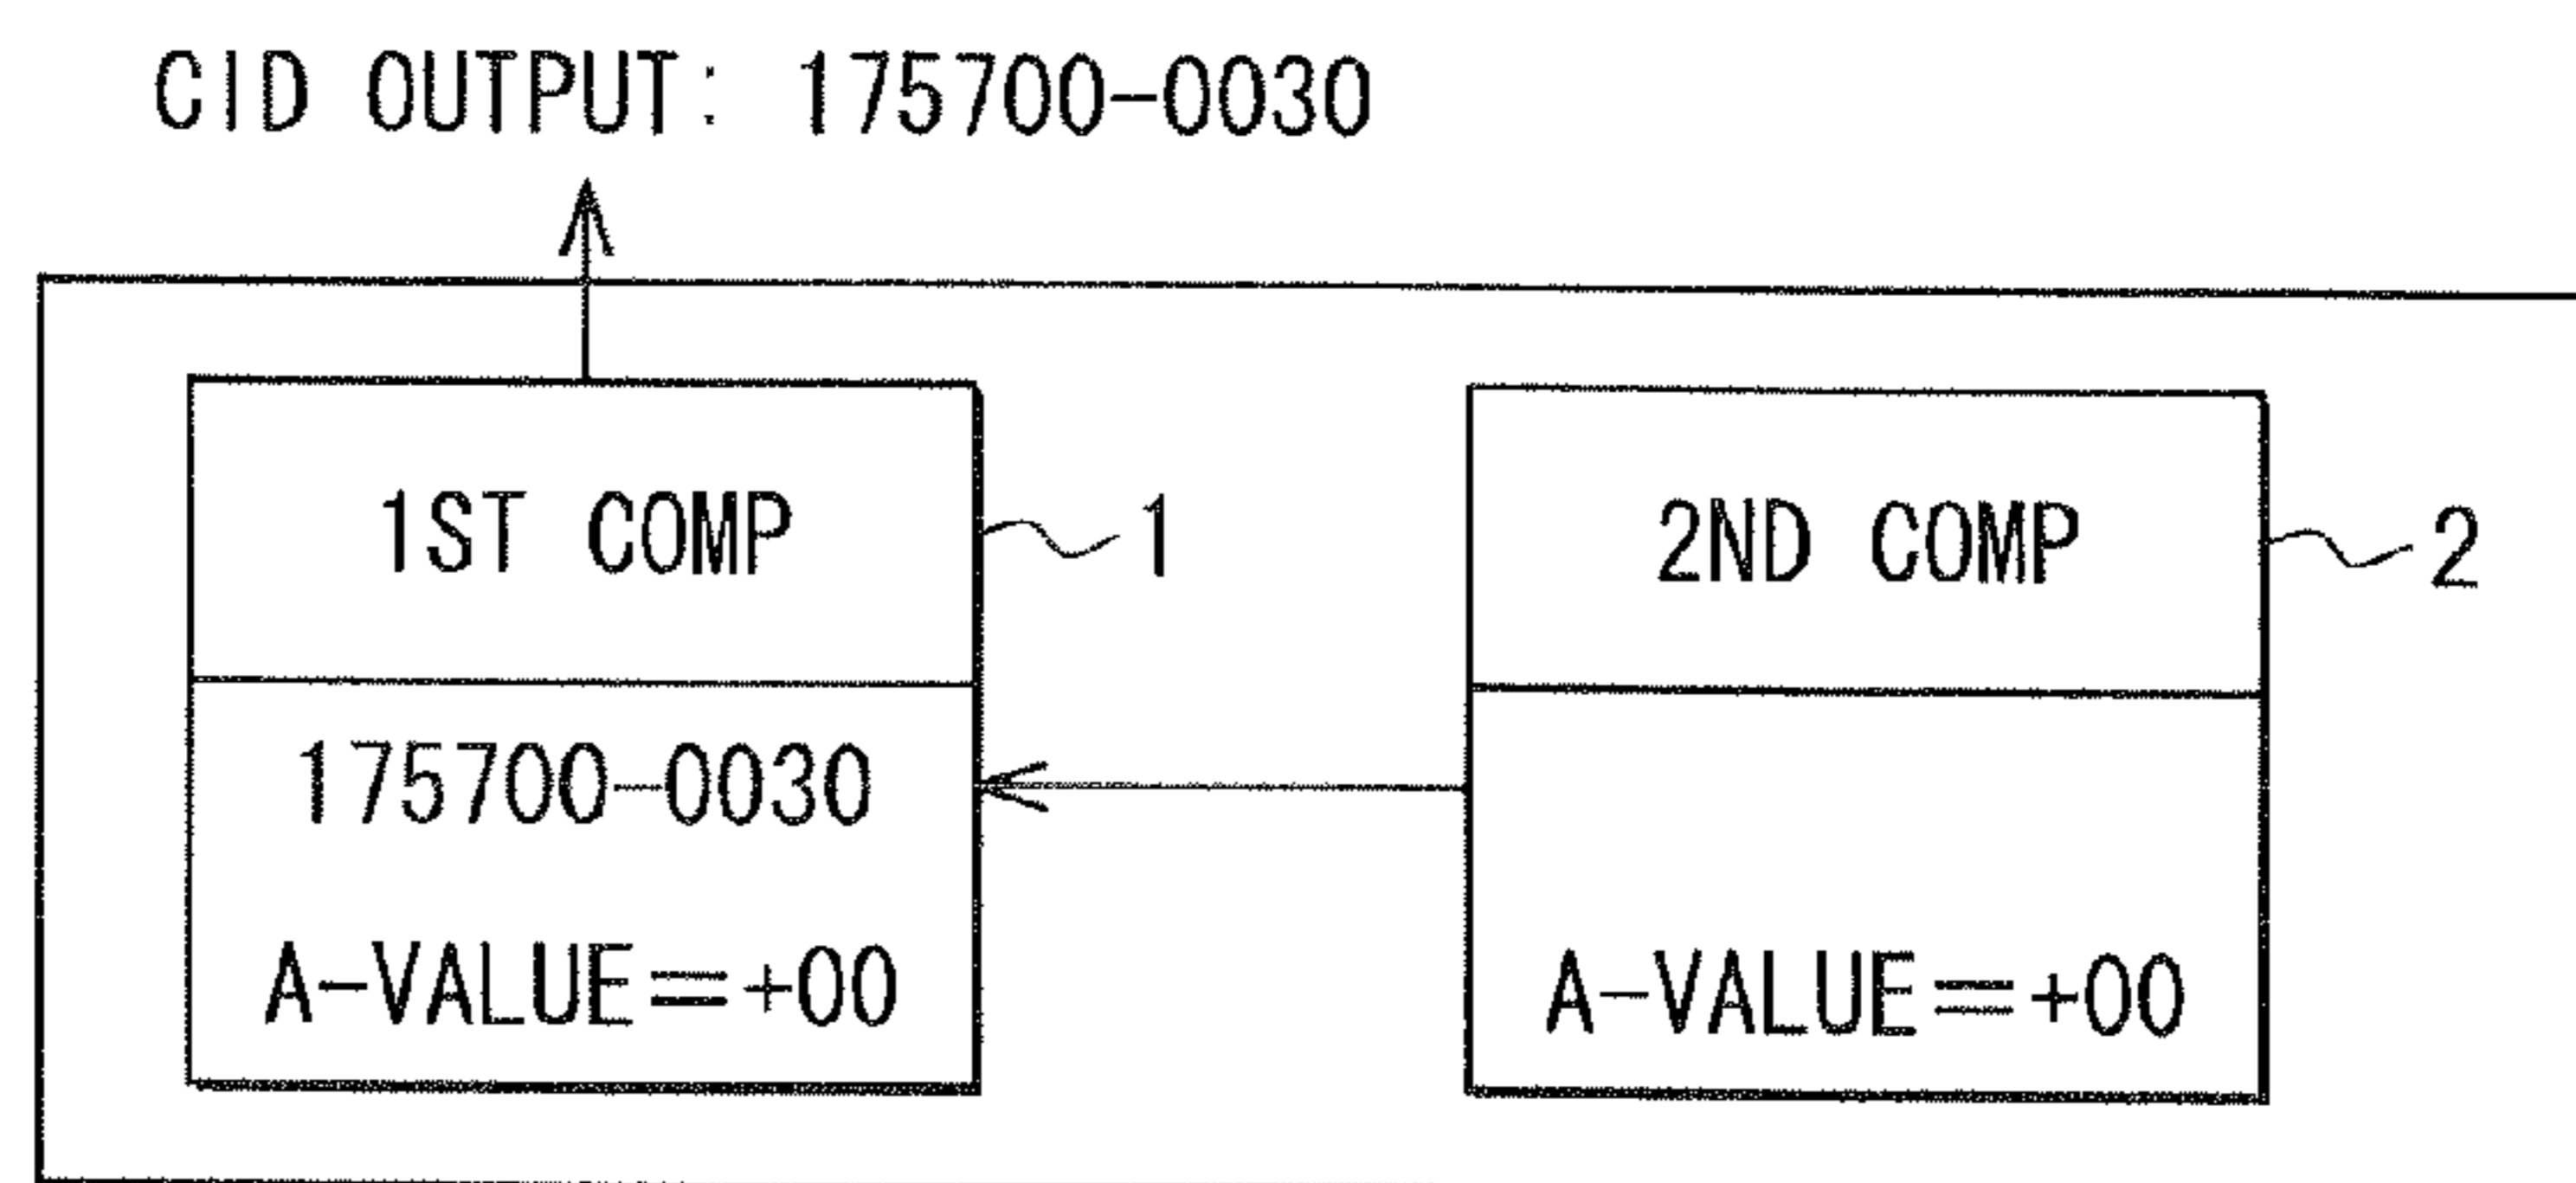 CID OUTPUT: 175700-0030
1ST COMP
1
175700-0030
A-VALUE=+00
2ND COMP
2
A-VALUE=+00